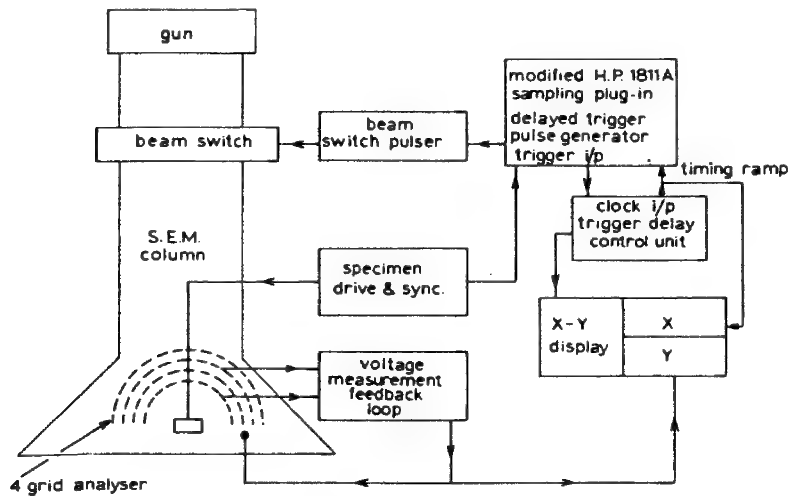 gun
beam switch
beam
switch pulser
modified H.P. 1811A
sampling plug-in
delayed trigger
pulse generator
trigger i/p
timing ramp
clock i/p
trigger delay
control unit
S.E.M.
column
specimen
drive & sync.
X-Y
display
X
Y
voltage
measurement
feedback
loop
4 grid analyser